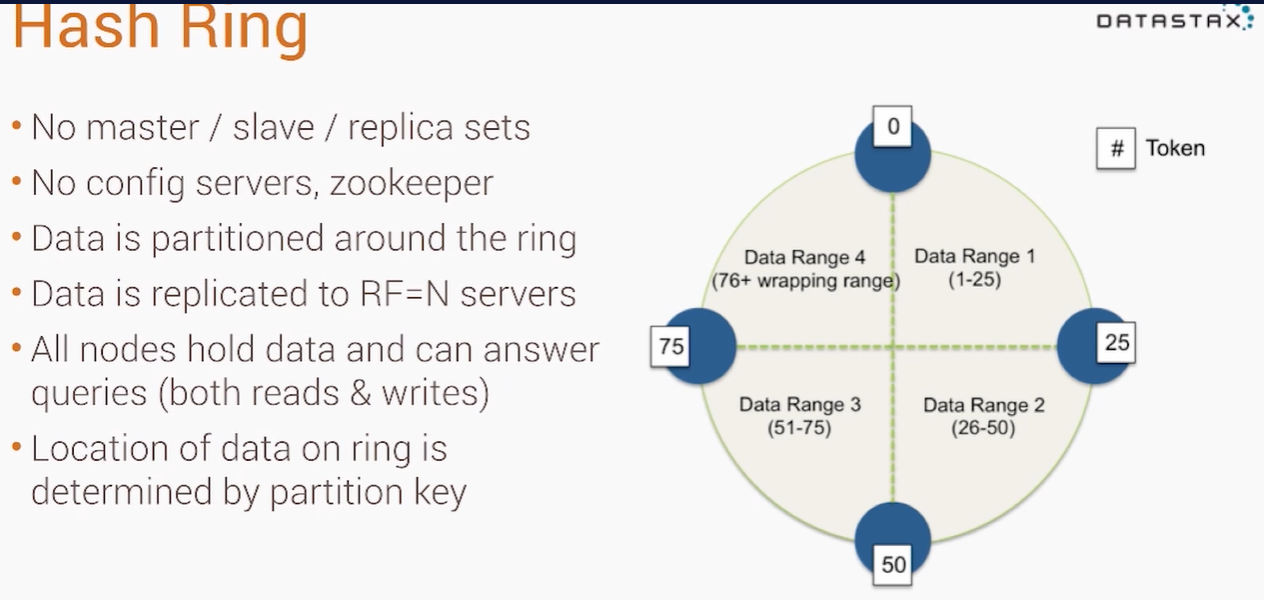 Hash Ring
DATASTAX
• No master / slave / replica sets
• No config servers, zookeeper
• Data is partitioned around the ring
• Data is replicated to RF=N servers
• All nodes hold data and can answer
queries (both reads & writes)
• Location of data on ring is
determined by partition key
0
# Token
Data Range 4
(76+ wrapping range)
Data Range 1
(1-25)
75
25
Data Range 3
(51-75)
Data Range 2
(26-50)
50